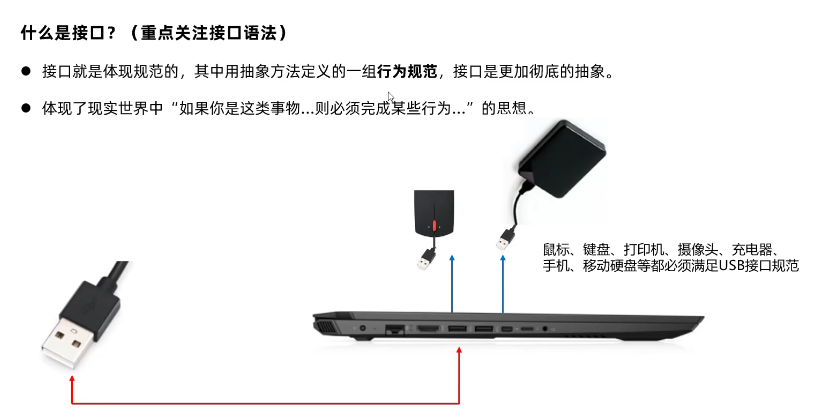 什么是接口？（重点关注接口语法）
● 接口就是体现规范的，其中用抽象方法定义的一组行为规范，接口是更加彻底的抽象。
● 体现了现实世界中“如果你是这类事物...则必须完成某些行为...”的思想。
鼠标、键盘、打印机、摄像头、充电器、
手机、移动硬盘等都必须满足USB接口规范